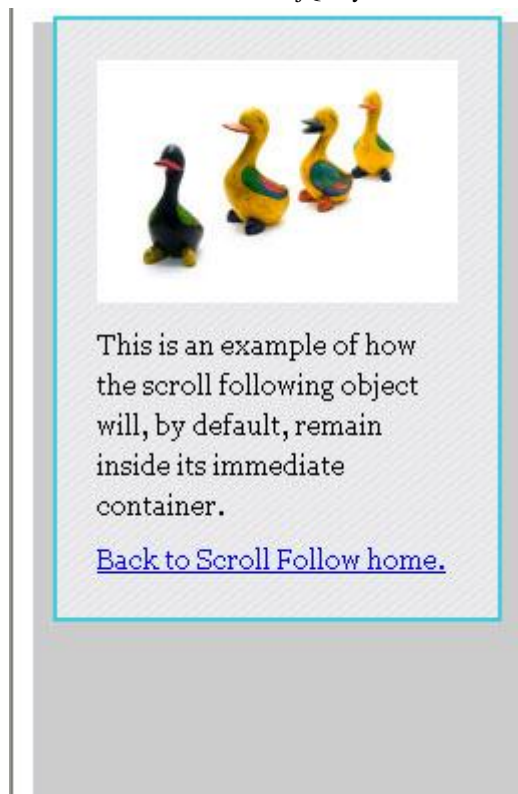 This is an example of how
the scroll following object
will, by default, remain
inside its immediate
container.
Back to Scroll Follow home.